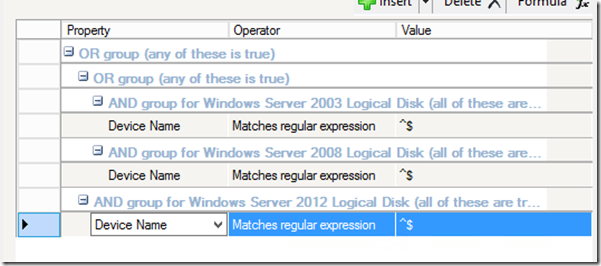 Insert Delete Formula fx
Property Operator Value
OR group (any of these is true)
OR group (any of these is true)
AND group for Windows Server 2003 Logical Disk (all of these are...
Device Name Matches regular expression ^$
AND group for Windows Server 2008 Logical Disk (all of these are...
Device Name Matches regular expression ^$
AND group for Windows Server 2012 Logical Disk (all of these are tr...
Device Name Matches regular expression ^$